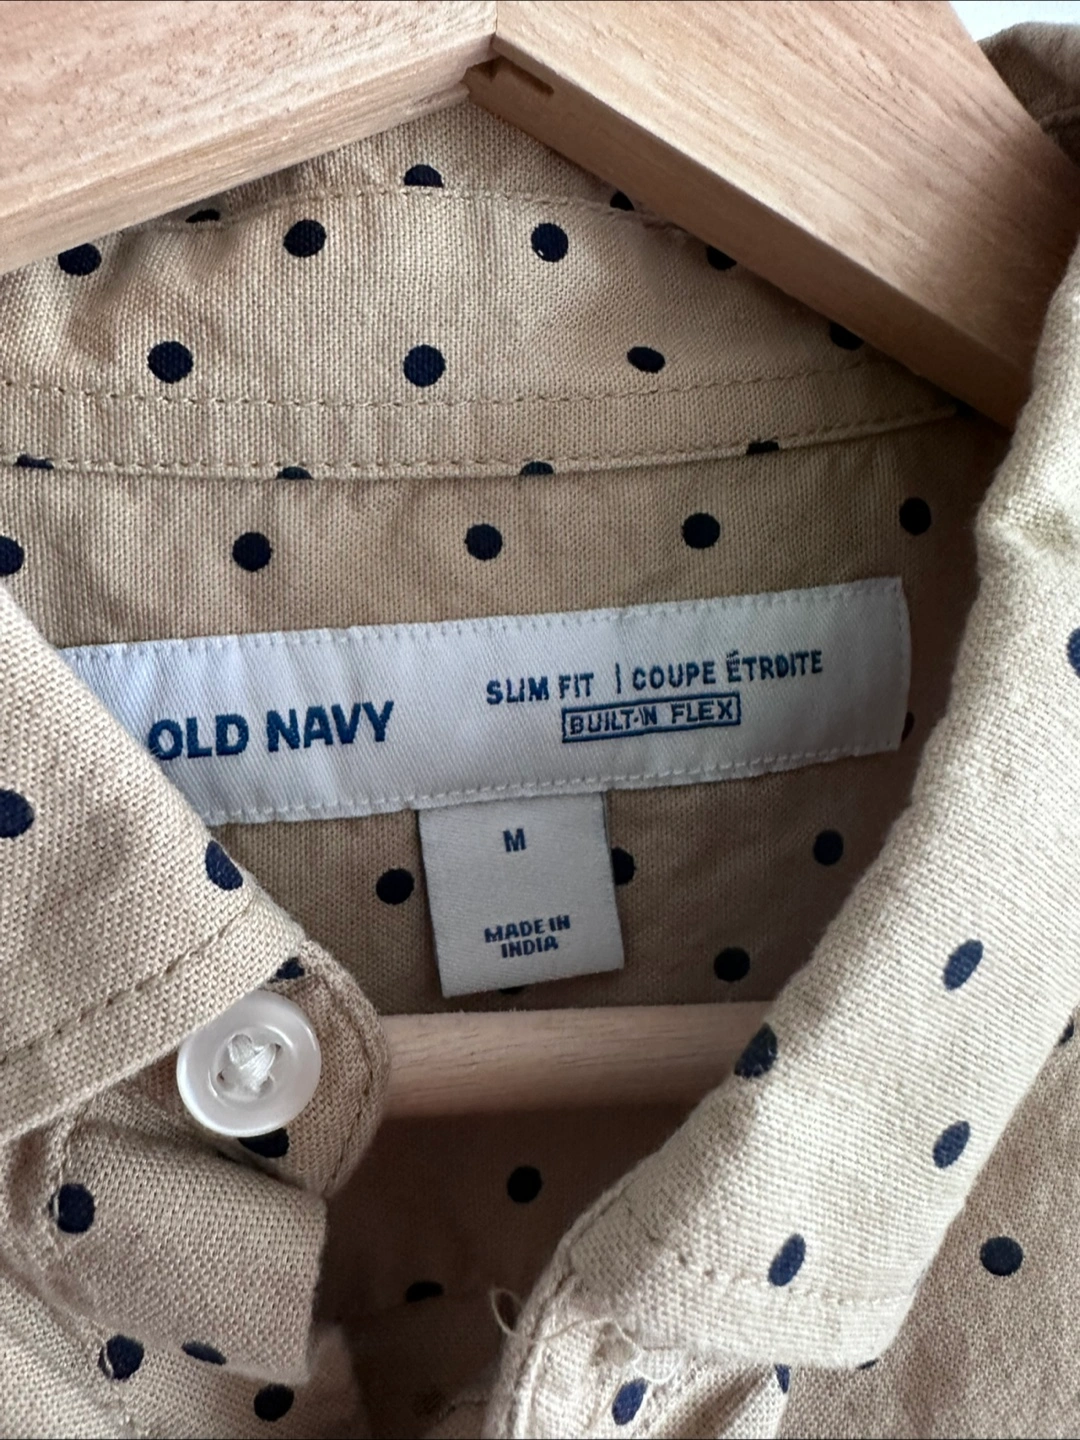 OLD NAVY
SLIM FIT | COUPE ÉTROITE
BUILT-IN FLEX
M
MADE IN
INDIA